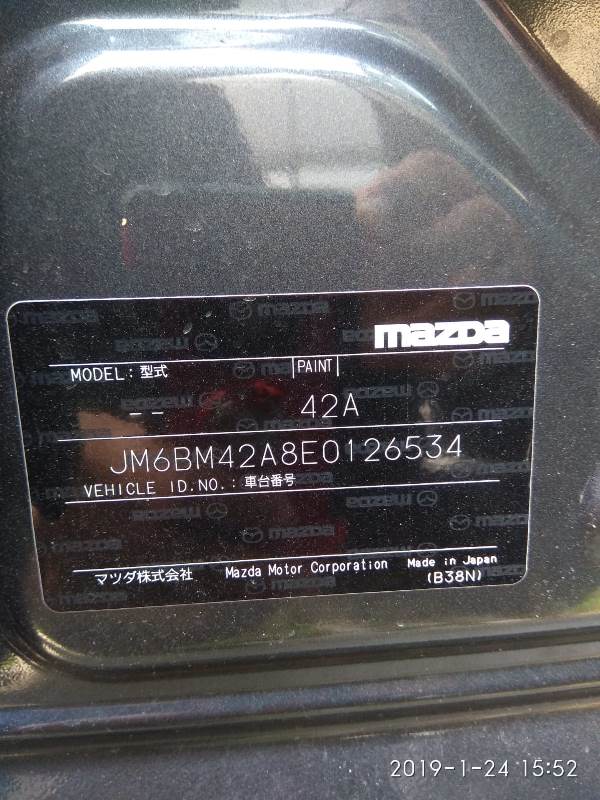 mazda
MODEL:型式 PAINT
-- 42A
JM6BM42A8E0126534
VEHICLE ID.NO.:車台番号
マツダ株式会社 Mazda Motor Corporation Made in Japan
(B38N)
2019-1-24 15:52